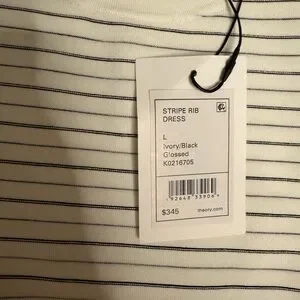 STRIPE RIB
DRESS
L
Ivory/Black
Glossed
K0216705
$345
theory.com